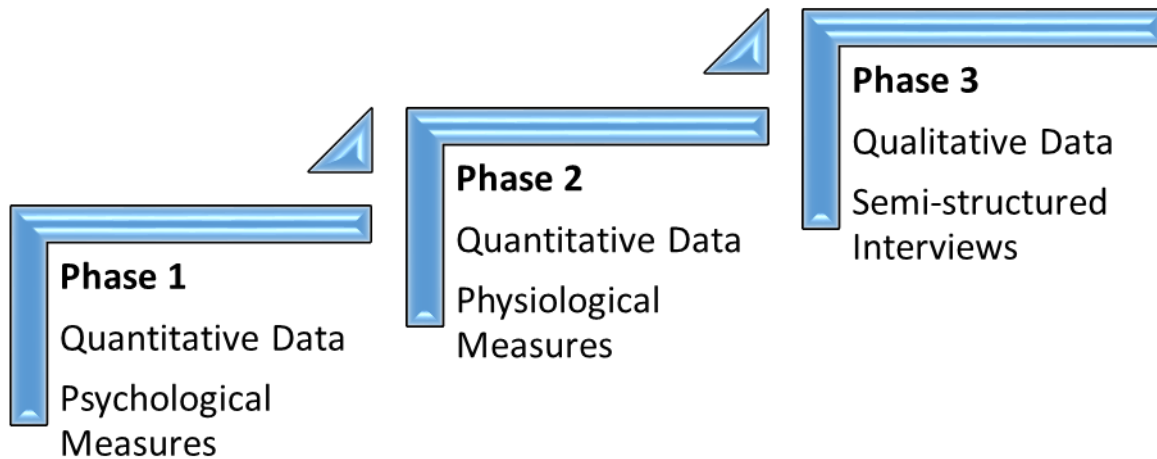 Phase 1
Quantitative Data
Psychological
Measures
Phase 2
Quantitative Data
Physiological
Measures
Phase 3
Qualitative Data
Semi-structured
Interviews